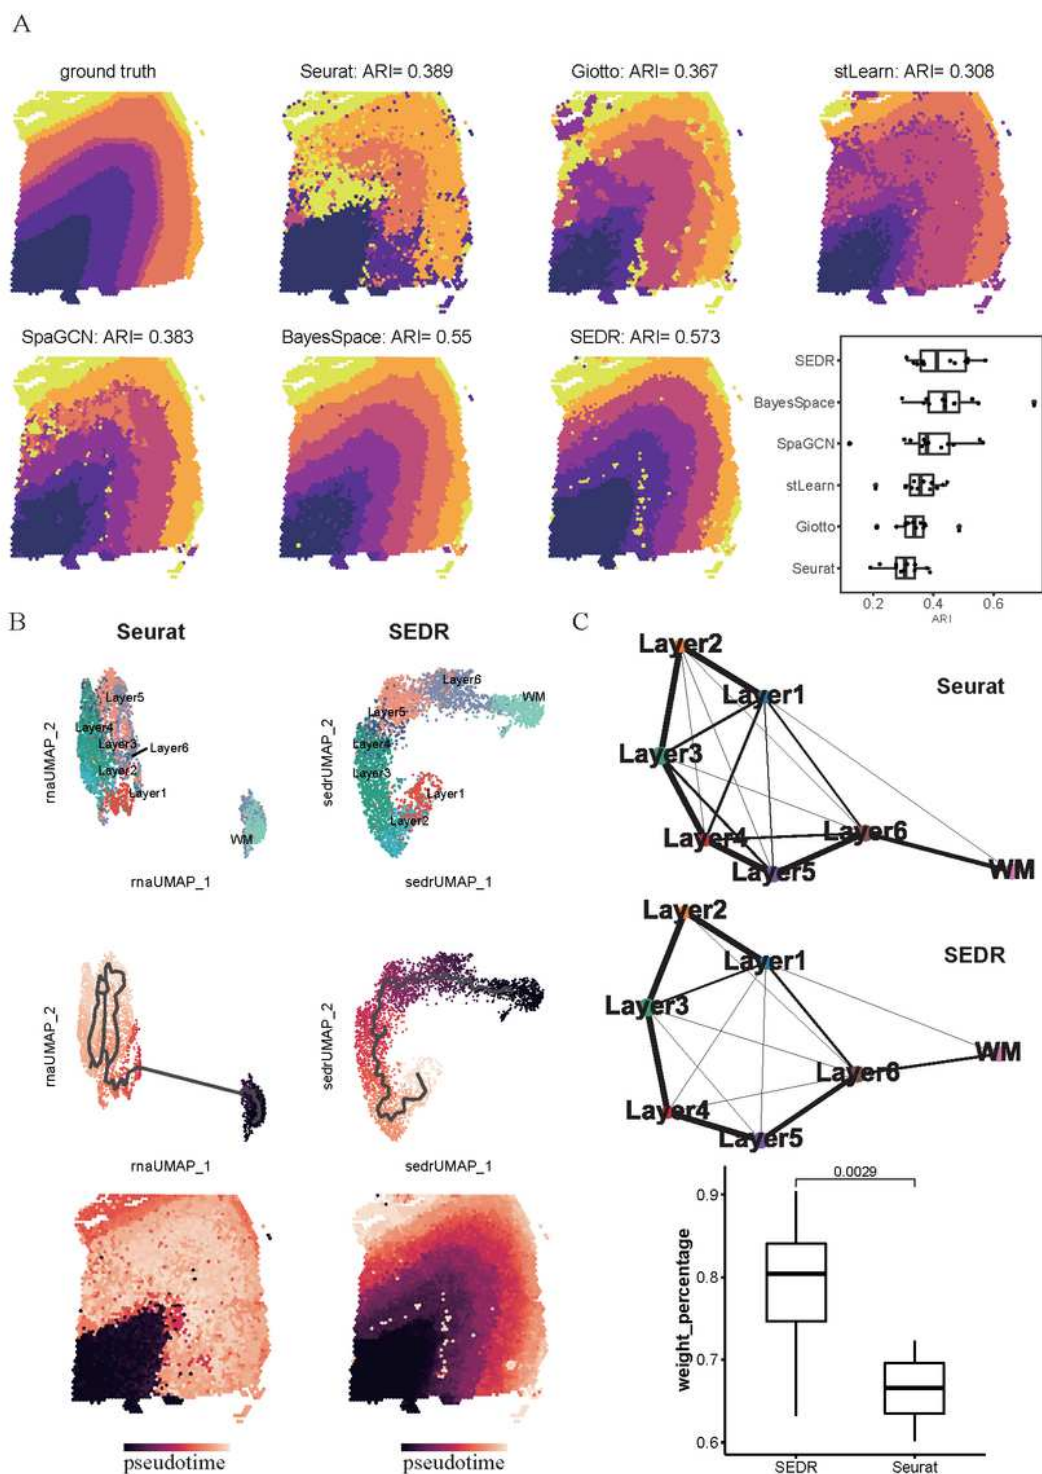 A
ground truth
Seurat: ARI= 0.389
Giotto: ARI= 0.367
stLearn: ARI= 0.308
SpaGCN: ARI= 0.383
BayesSpace: ARI= 0.55
SEDR: ARI= 0.573
SEDR
BayesSpace
SpaGCN
stLearn
Giotto
Seurat
0.2
0.4
0.6
ARI
B
Seurat
SEDR
rnaUMAP_2
Layer5
Layer4
Layer3
Layer6
Layer2
Layer1
WM
rnaUMAP_1
sedrUMAP_2
Layer6
WM
Layer5
Layer4
Layer3
Layer1
Layer2
sedrUMAP_1
rnaUMAP_2
rnaUMAP_1
sedrUMAP_2
sedrUMAP_1
pseudotime
pseudotime
C
Layer2
Layer1
Seurat
Layer3
Layer4
Layer6
Layer5
WM
Layer2
Layer1
SEDR
Layer3
WM
Layer6
Layer4
Layer5
0.0029
weight_percentage
0.9
0.8
0.7
0.6
SEDR
Seurat